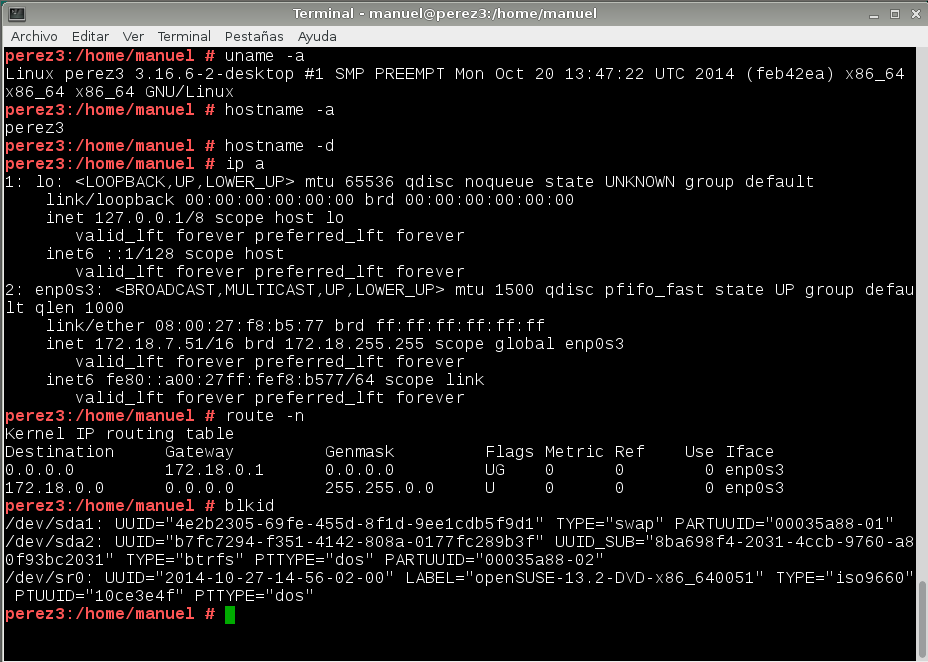 Terminal - manuel@perez3:/home/manuel
Archivo Editar Ver Terminal Pestañas Ayuda
perez3:/home/manuel # uname -a
Linux perez3 3.16.6-2-desktop #1 SMP PREEMPT Mon Oct 20 13:47:22 UTC 2014 (feb42ea) x86_64
x86_64 x86_64 GNU/Linux
perez3:/home/manuel # hostname -a
perez3
perez3:/home/manuel # hostname -d
perez3:/home/manuel # ip a
1: lo: <LOOPBACK,UP,LOWER_UP> mtu 65536 qdisc noqueue state UNKNOWN group default
    link/loopback 00:00:00:00:00:00 brd 00:00:00:00:00:00
    inet 127.0.0.1/8 scope host lo
       valid_lft forever preferred_lft forever
    inet6 ::1/128 scope host
       valid_lft forever preferred_lft forever
2: enp0s3: <BROADCAST,MULTICAST,UP,LOWER_UP> mtu 1500 qdisc pfifo_fast state UP group defau
lt qlen 1000
    link/ether 08:00:27:f8:b5:77 brd ff:ff:ff:ff:ff:ff
    inet 172.18.7.51/16 brd 172.18.255.255 scope global enp0s3
       valid_lft forever preferred_lft forever
    inet6 fe80::a00:27ff:fef8:b577/64 scope link
       valid_lft forever preferred_lft forever
perez3:/home/manuel # route -n
Kernel IP routing table
Destination     Gateway         Genmask         Flags Metric Ref    Use Iface
0.0.0.0         172.18.0.1      0.0.0.0         UG    0      0        0 enp0s3
172.18.0.0      0.0.0.0         255.255.0.0     U     0      0        0 enp0s3
perez3:/home/manuel # blkid
/dev/sda1: UUID="4e2b2305-69fe-455d-8f1d-9ee1cdb5f9d1" TYPE="swap" PARTUUID="00035a88-01"
/dev/sda2: UUID="b7fc7294-f351-4142-808a-0177fc289b3f" UUID_SUB="8ba698f4-2031-4ccb-9760-a8
0f93bc2031" TYPE="btrfs" PTTYPE="dos" PARTUUID="00035a88-02"
/dev/sr0: UUID="2014-10-27-14-56-02-00" LABEL="openSUSE-13.2-DVD-x86_640051" TYPE="iso9660"
 PTUUID="10ce3e4f" PTTYPE="dos"
perez3:/home/manuel #